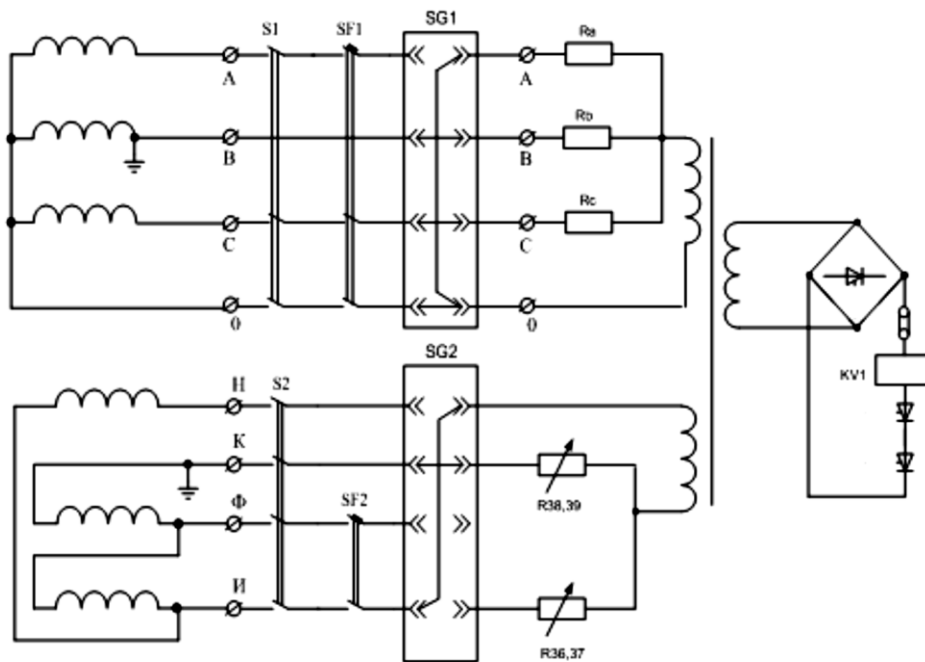 S1
SF1
SG1
Ra
A
A
Rb
B
B
Rc
C
C
0
0
KV1
SG2
Н
S2
К
SF2
Ф
R38,39
И
R36,37